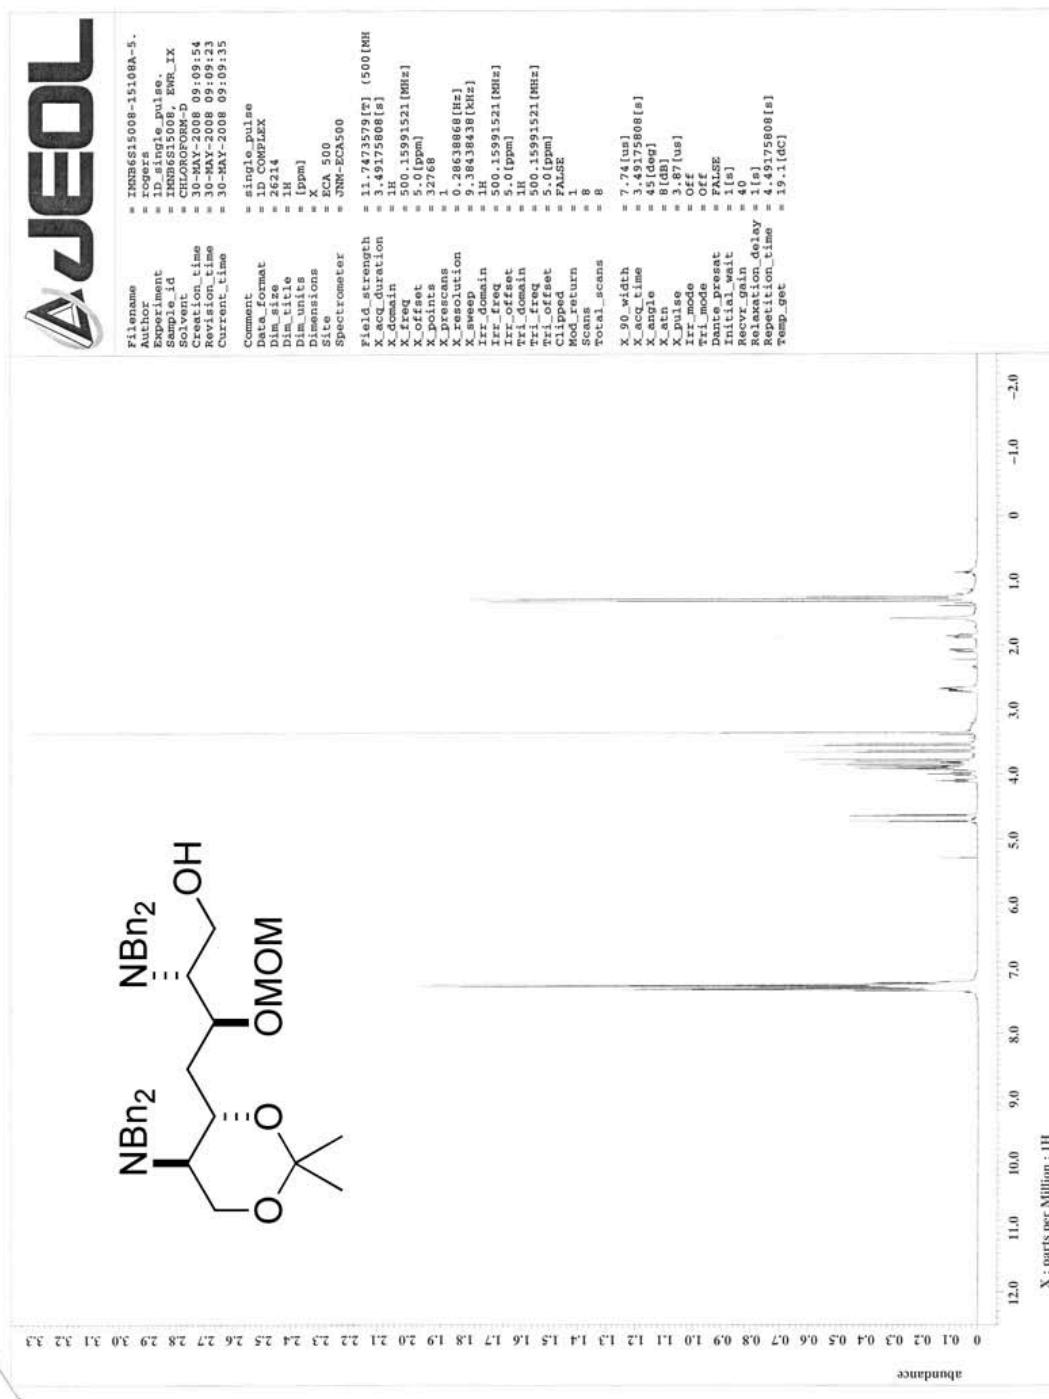 JEOL
Filename = IMNB6S15008-15108A-5.
Author = rogers
Experiment = 1D_single_pulse.
Sample_id = IMNB6S15008, EWR_IX
Solvent = CHLOROFORM-D
Creation_time = 30-MAY-2008 09:09:54
Revision_time = 30-MAY-2008 09:09:23
Current_time = 30-MAY-2008 09:09:35
Comment = single_pulse
Data_format = 1D COMPLEX
Dim_size = 26214
Dim_title = 1H
Dim_units = [ppm]
Dimensions = X
Site = ECA 500
Spectrometer = JNM-ECA500
Field_strength = 11.7473579[T] (500[MH
X_acq_duration = 3.49175808[s]
X_domain = 1H
X_freq = 500.15991521[MHz]
X_offset = 5.0[ppm]
X_points = 32768
X_prescans = 1
X_resolution = 0.28638868[Hz]
X_sweep = 9.38438438[kHz]
Irr_domain = 1H
Irr_freq = 500.15991521[MHz]
Irr_offset = 5.0[ppm]
Tri_domain = 1H
Tri_freq = 500.15991521[MHz]
Tri_offset = 5.0[ppm]
Clipped = FALSE
Mod_return = 1
Scans = 8
Total_scans = 8
X_90_width = 7.74[us]
X_acq_time = 3.49175808[s]
X_angle = 45[deg]
X_atn = 8[dB]
X_pulse = 3.87[us]
Irr_mode = Off
Tri_mode = Off
Dante_presat = FALSE
Initial_wait = 1[s]
Recvr_gain = 40
Relaxation_delay = 1[s]
Repetition_time = 4.49175808[s]
Temp_get = 19.1[dC]
NBn2 NBn2
OH
O O OMOM
abundance
3.3
3.2
3.1
3.0
2.9
2.8
2.7
2.6
2.5
2.4
2.3
2.2
2.1
2.0
1.9
1.8
1.7
1.6
1.5
1.4
1.3
1.2
1.1
1.0
0.9
0.8
0.7
0.6
0.5
0.4
0.3
0.2
0.1
0
12.0 11.0 10.0 9.0 8.0 7.0 6.0 5.0 4.0 3.0 2.0 1.0 0 -1.0 -2.0
X : parts per Million : 1H